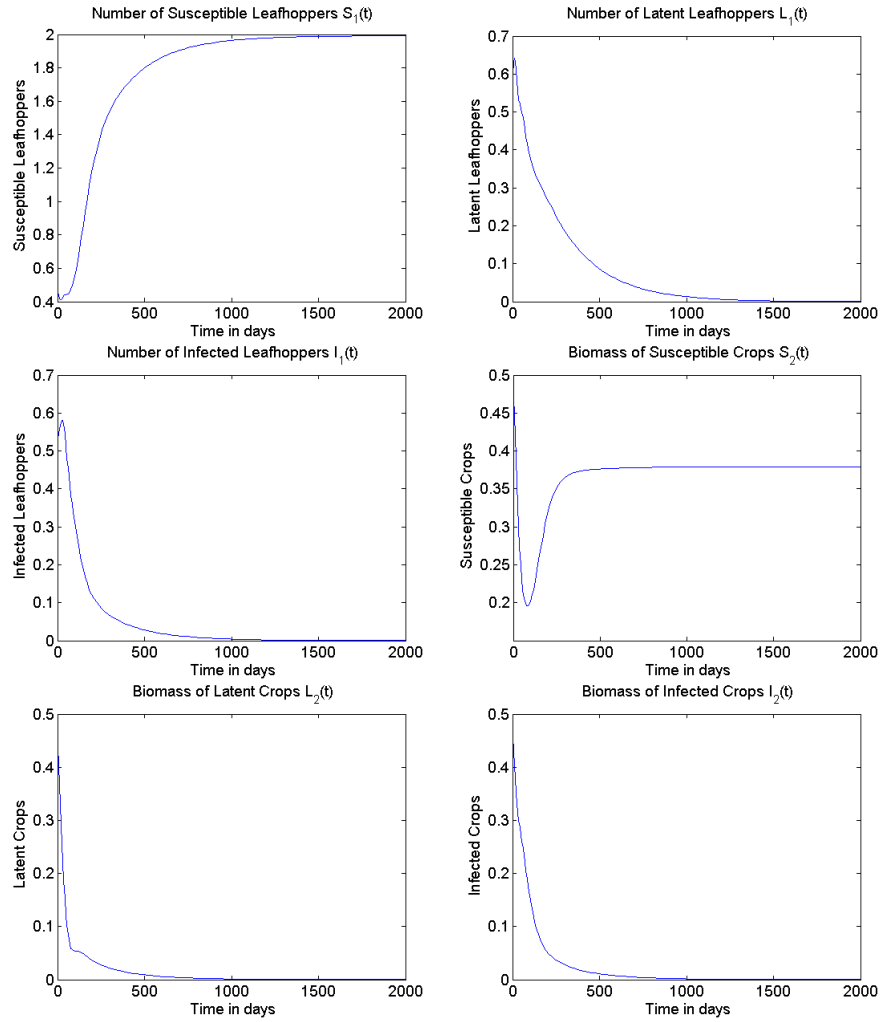 Number of Susceptible Leafhoppers S1(t)
2
1.8
1.6
1.4
1.2
1
0.8
0.6
0.4
Susceptible Leafhoppers
0 500 1000 1500 2000
Time in days
Number of Latent Leafhoppers L1(t)
0.7
0.6
0.5
0.4
0.3
0.2
0.1
0
Latent Leafhoppers
0 500 1000 1500 2000
Time in days
Number of Infected Leafhoppers I1(t)
0.7
0.6
0.5
0.4
0.3
0.2
0.1
0
Infected Leafhoppers
0 500 1000 1500 2000
Time in days
Biomass of Susceptible Crops S2(t)
0.5
0.45
0.4
0.35
0.3
0.25
0.2
Susceptible Crops
0 500 1000 1500 2000
Time in days
Biomass of Latent Crops L2(t)
0.5
0.4
0.3
0.2
0.1
0
Latent Crops
0 500 1000 1500 2000
Time in days
Biomass of Infected Crops I2(t)
0.5
0.4
0.3
0.2
0.1
0
Infected Crops
0 500 1000 1500 2000
Time in days